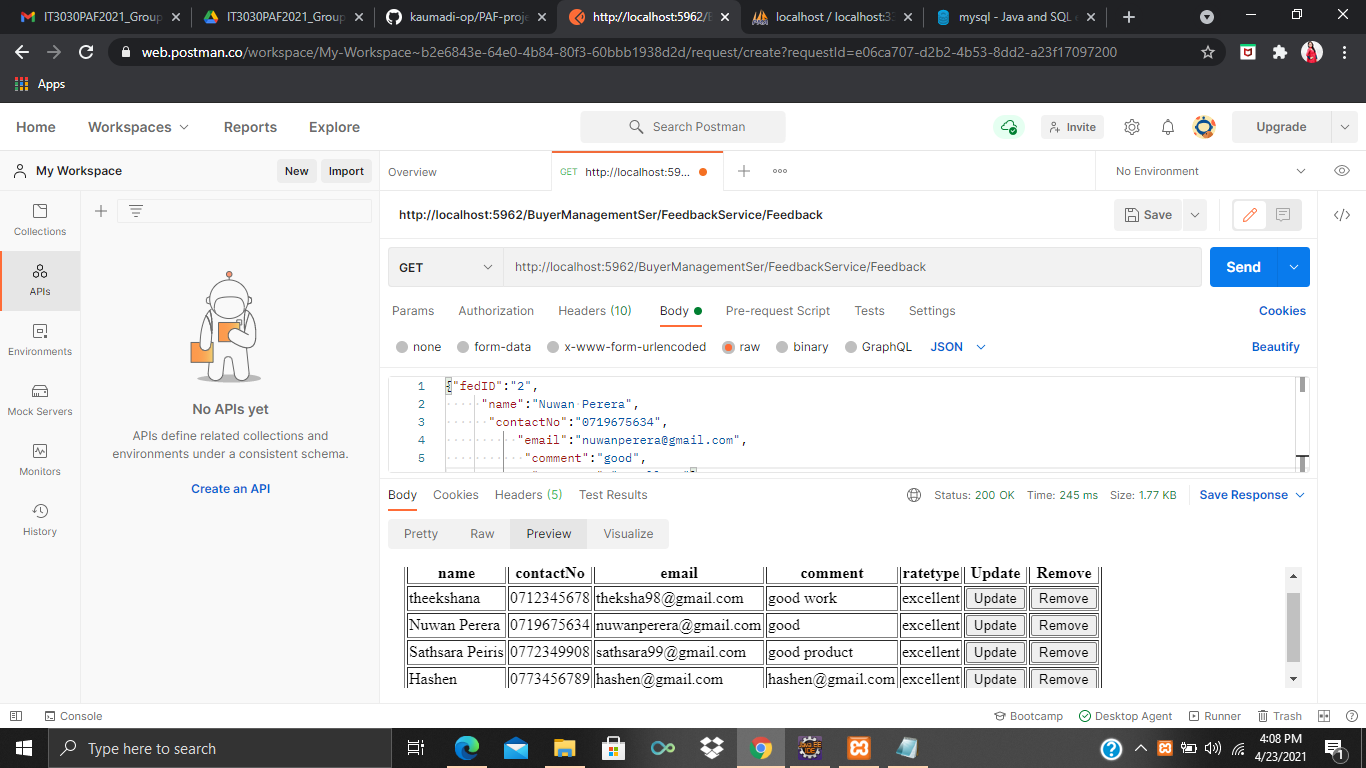 IT3030PAF2021_Group
IT3030PAF2021_Group
kaumadi-op/PAF-proje
http://localhost:5962/B
localhost / localhost:33
mysql - Java and SQL
web.postman.co/workspace/My-Workspace~b2e6843e-64e0-4b84-80f3-60bbb1938d2d/request/create?requestId=e06ca707-d2b2-4b53-8dd2-a23f17097200
Apps
Home Workspaces Reports Explore Search Postman Invite Upgrade
My Workspace New Import Overview GET http://localhost:59... No Environment
Collections
APIs
Environments
Mock Servers
Monitors
History
No APIs yet
APIs define related collections and
environments under a consistent schema.
Create an API
http://localhost:5962/BuyerManagementSer/FeedbackService/Feedback Save
GET http://localhost:5962/BuyerManagementSer/FeedbackService/Feedback Send
Params Authorization Headers (10) Body Pre-request Script Tests Settings Cookies
none form-data x-www-form-urlencoded raw binary GraphQL JSON Beautify
1 {"fedID":"2",
2 "name":"Nuwan Perera",
3 "contactNo":"0719675634",
4 "email":"nuwanperera@gmail.com",
5 "comment":"good",
Body Cookies Headers (5) Test Results Status: 200 OK Time: 245 ms Size: 1.77 KB Save Response
Pretty Raw Preview Visualize
name contactNo email comment ratetype Update Remove
theekshana 0712345678 theksha98@gmail.com good work excellent Update Remove
Nuwan Perera 0719675634 nuwanperera@gmail.com good excellent Update Remove
Sathsara Peiris 0772349908 sathsara99@gmail.com good product excellent Update Remove
Hashen 0773456789 hashen@gmail.com hashen@gmail.com excellent Update Remove
Console Bootcamp Desktop Agent Runner Trash
Type here to search
4:08 PM
4/23/2021
1